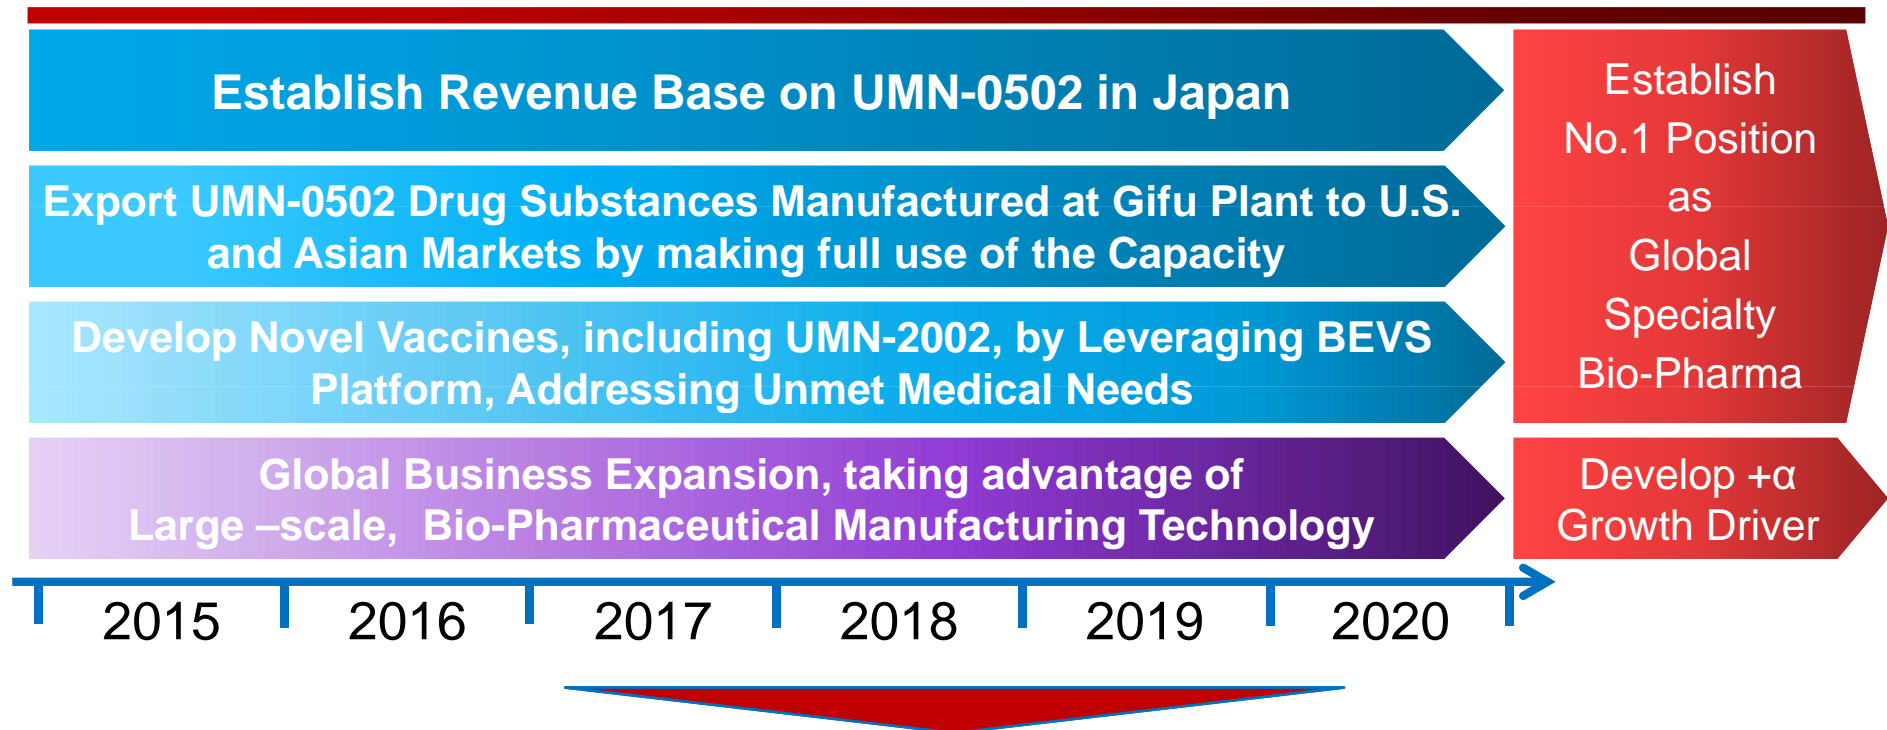 Establish Revenue Base on UMN-0502 in Japan
Export UMN-0502 Drug Substances Manufactured at Gifu Plant to U.S.
and Asian Markets by making full use of the Capacity
Develop Novel Vaccines, including UMN-2002, by Leveraging BEVS
Platform, Addressing Unmet Medical Needs
Global Business Expansion, taking advantage of
Large –scale, Bio-Pharmaceutical Manufacturing Technology
Establish
No.1 Position
as
Global
Specialty
Bio-Pharma
Develop +α
Growth Driver
2015 2016 2017 2018 2019 2020